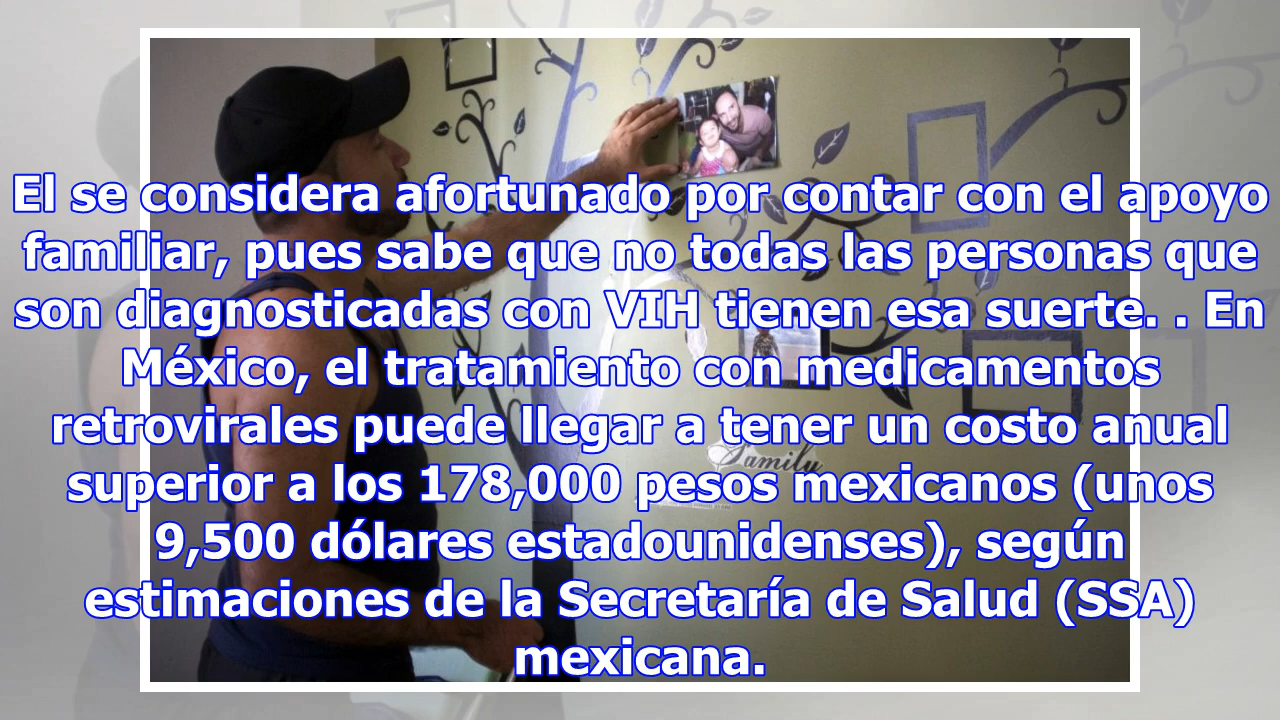 El se considera afortunado por contar con el apoyo
familiar, pues sabe que no todas las personas que
son diagnosticadas con VIH tienen esa suerte. . En
México, el tratamiento con medicamentos
retrovirales puede llegar a tener un costo anual
superior a los 178,000 pesos mexicanos (unos
9,500 dólares estadounidenses), según
estimaciones de la Secretaría de Salud (SSA)
mexicana.
Family